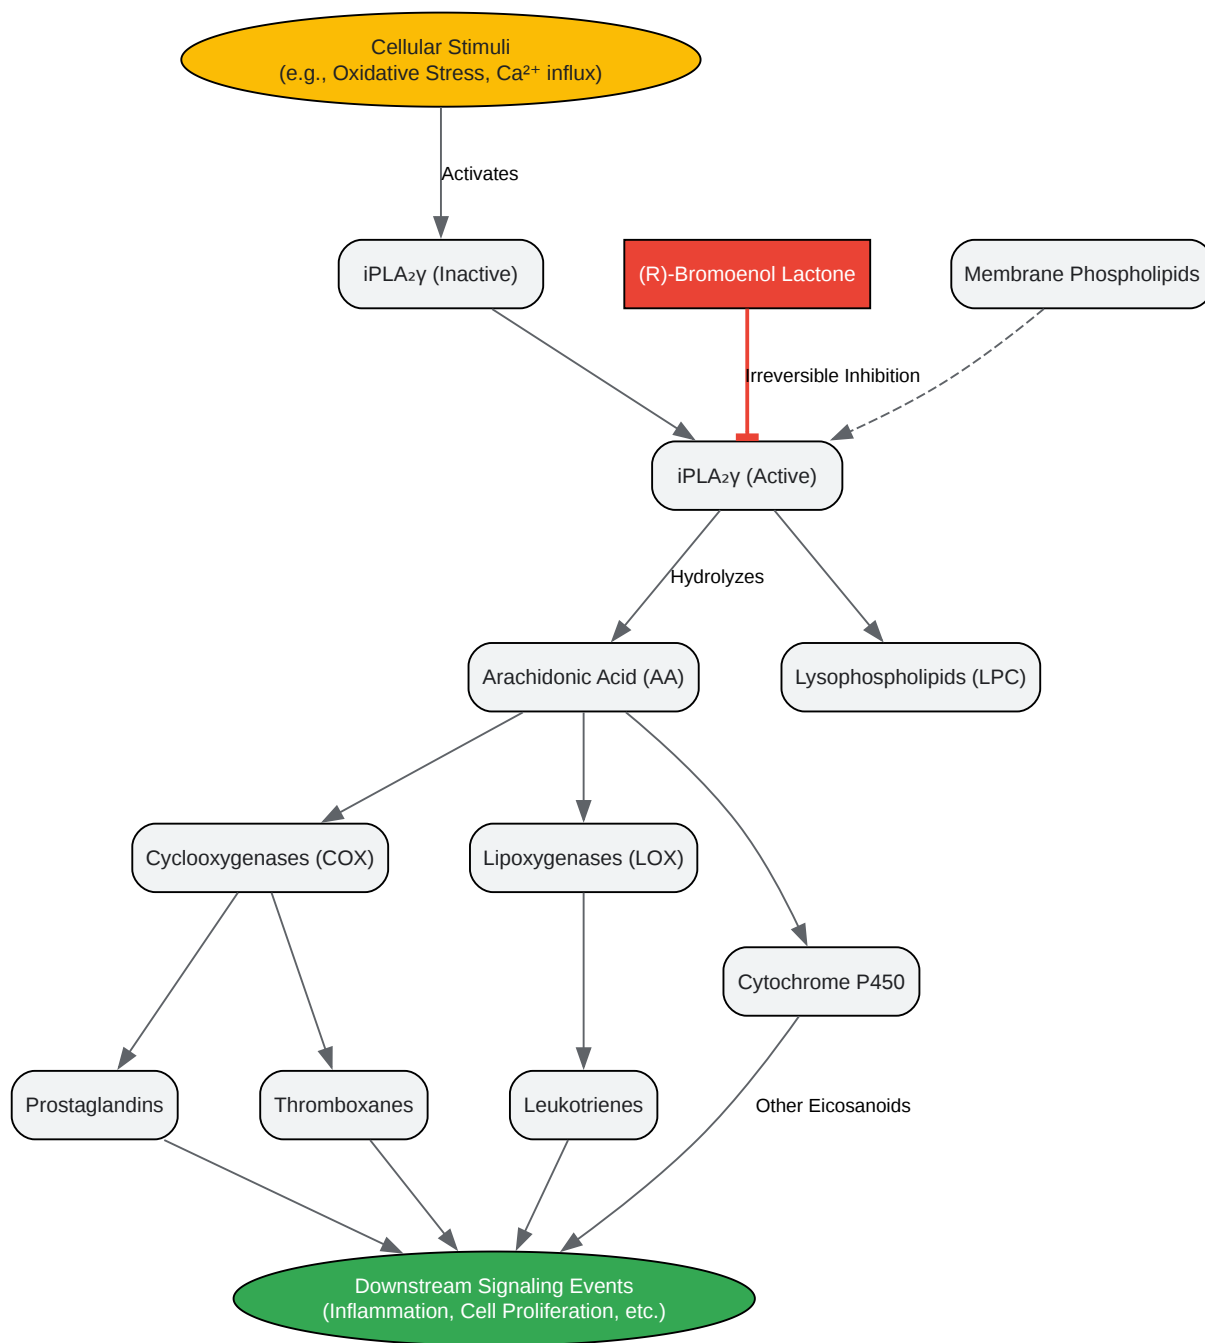 Cellular Stimuli
(e.g., Oxidative Stress, Ca²⁺ influx)
Activates
iPLA₂γ (Inactive)
(R)-Bromoenol Lactone
Membrane Phospholipids
Irreversible Inhibition
iPLA₂γ (Active)
Hydrolyzes
Arachidonic Acid (AA)
Lysophospholipids (LPC)
Cyclooxygenases (COX)
Lipoxygenases (LOX)
Cytochrome P450
Prostaglandins
Thromboxanes
Leukotrienes
Other Eicosanoids
Downstream Signaling Events
(Inflammation, Cell Proliferation, etc.)